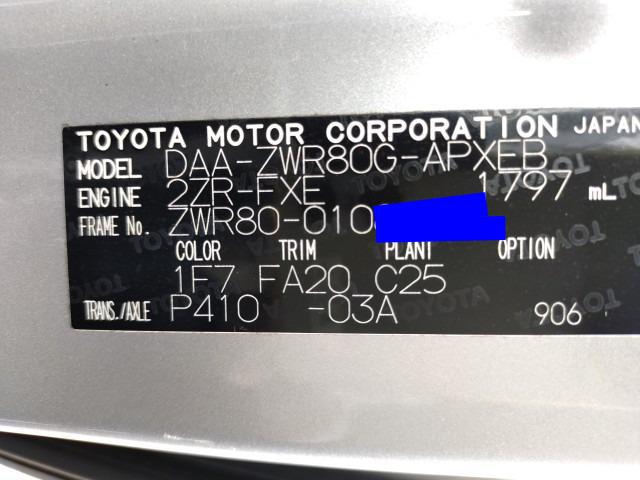 TOYOTA MOTOR CORPORATION JAPAN
MODEL DAA-ZWR80G-APXEB
ENGINE 2ZR-FXE 1797 mL
FRAME No. ZWR80-010
COLOR TRIM PLANT OPTION
1F7 FA20 C25
TRANS./AXLE P410 -03A 906